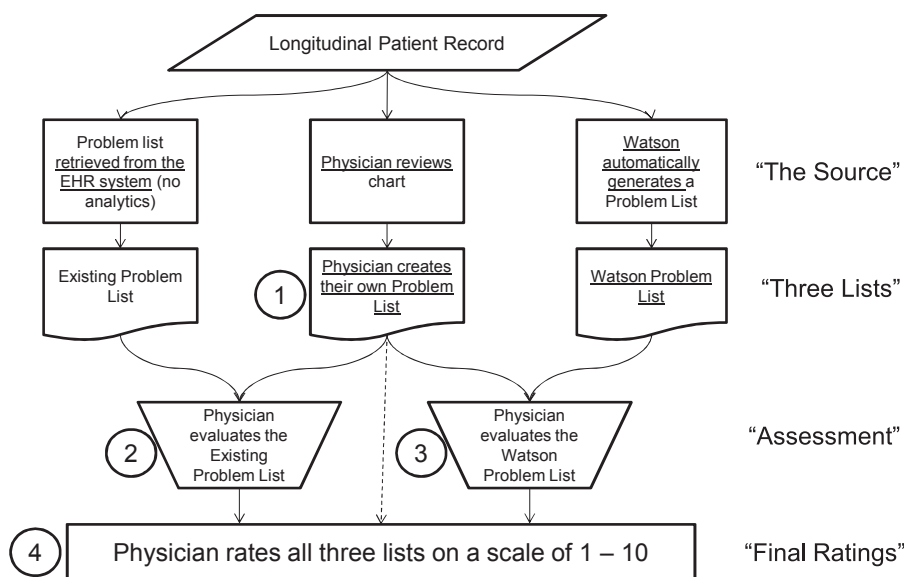 Longitudinal Patient Record
Problem list
retrieved from the
EHR system (no
analytics)
Physician reviews
chart
Watson
automatically
generates a
Problem List
“The Source”
Existing Problem
List
1
Physician creates
their own Problem
List
Watson Problem
List
“Three Lists”
2
Physician
evaluates the
Existing
Problem List
3
Physician
evaluates the
Watson
Problem List
“Assessment”
4
Physician rates all three lists on a scale of 1 – 10
“Final Ratings”